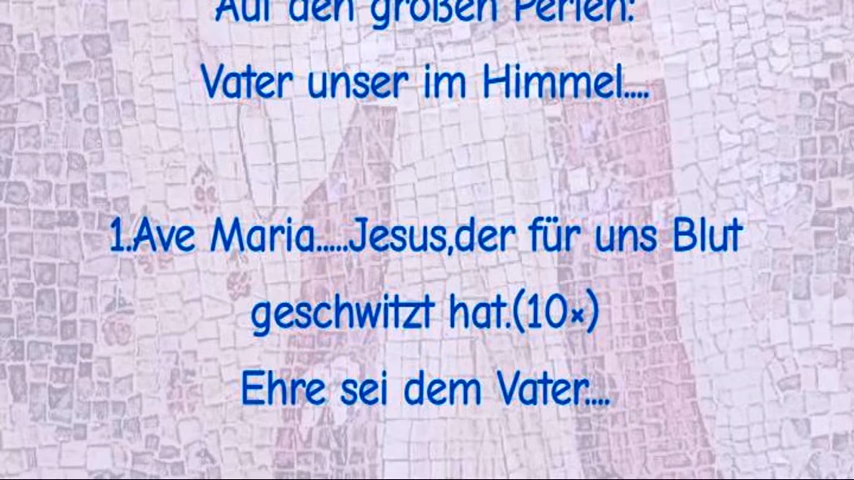 Auf den großen Perlen:
Vater unser im Himmel....
1.Ave Maria.....Jesus,der für uns Blut
geschwitzt hat.(10×)
Ehre sei dem Vater....